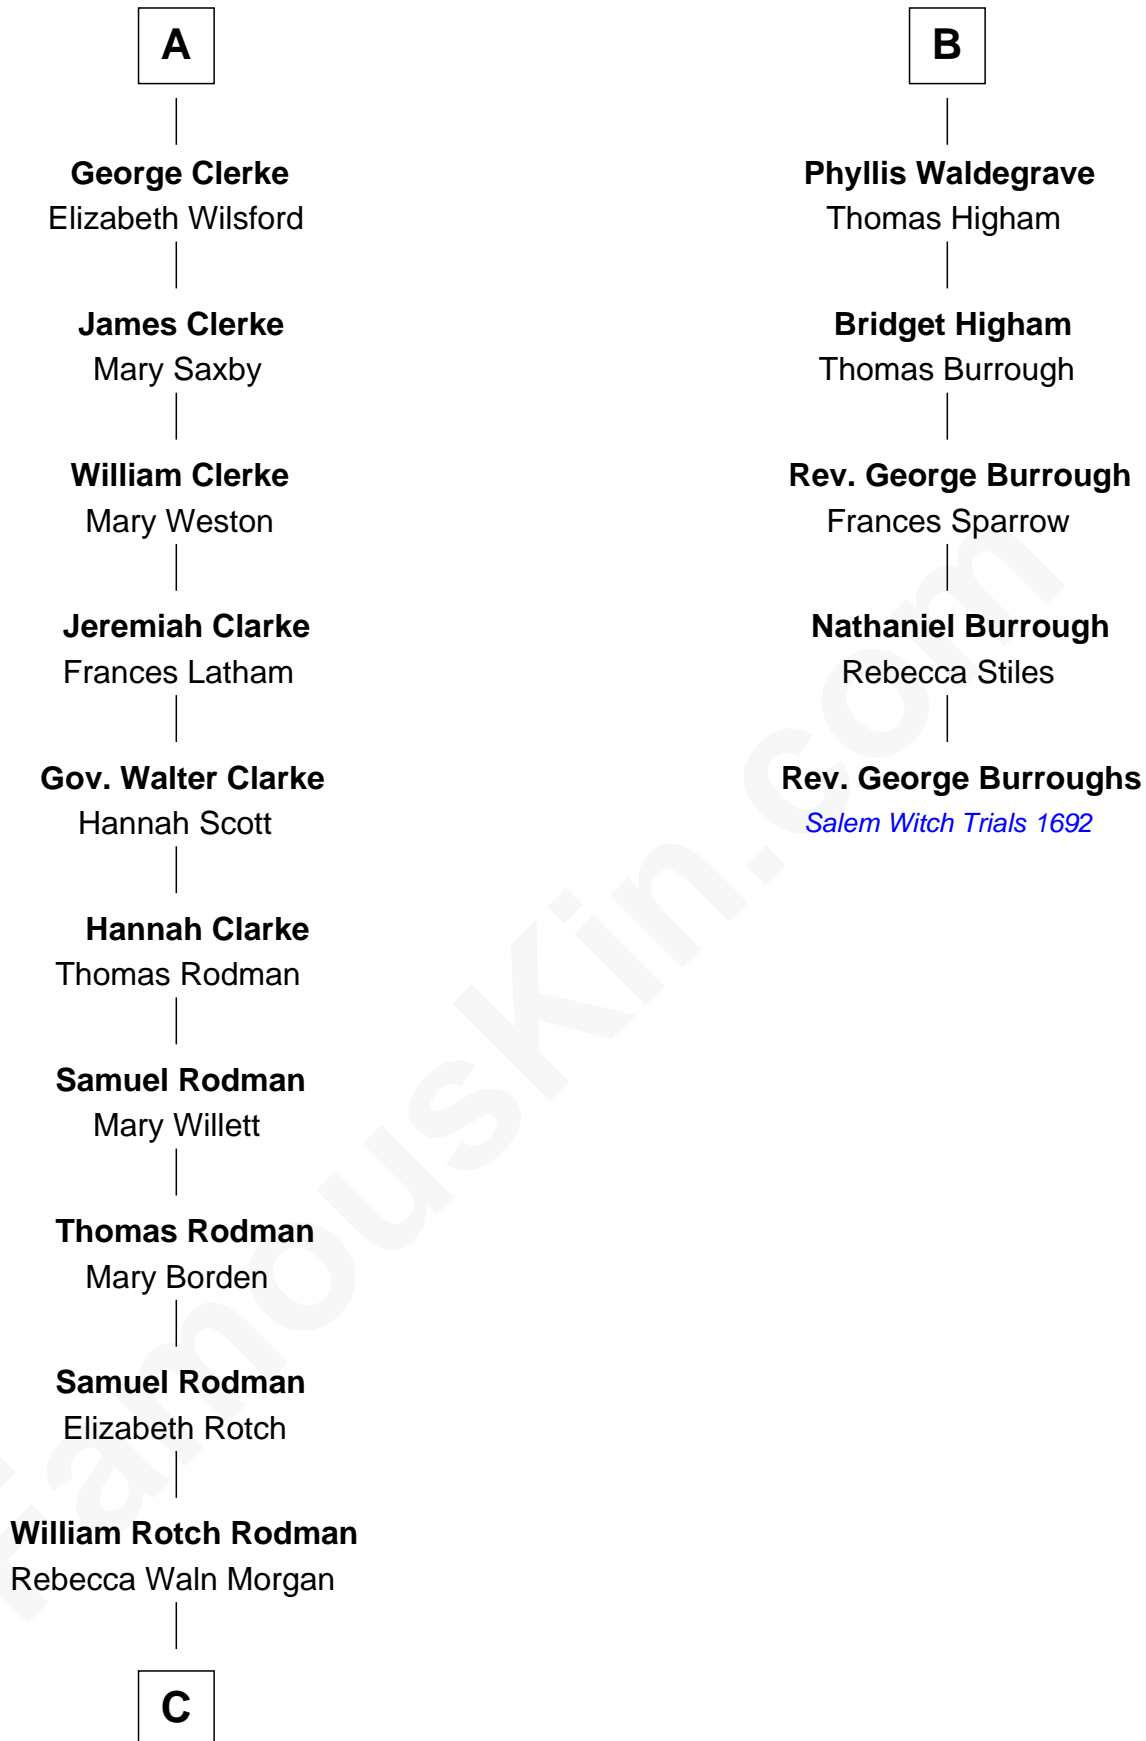 A
George Clerke
Elizabeth Wilsford
James Clerke
Mary Saxby
William Clerke
Mary Weston
Jeremiah Clarke
Frances Latham
Gov. Walter Clarke
Hannah Scott
Hannah Clarke
Thomas Rodman
Samuel Rodman
Mary Willett
Thomas Rodman
Mary Borden
Samuel Rodman
Elizabeth Rotch
William Rotch Rodman
Rebecca Waln Morgan
C
B
Phyllis Waldegrave
Thomas Higham
Bridget Higham
Thomas Burrough
Rev. George Burrough
Frances Sparrow
Nathaniel Burrough
Rebecca Stiles
Rev. George Burroughs
Salem Witch Trials 1692
FamousKin.com